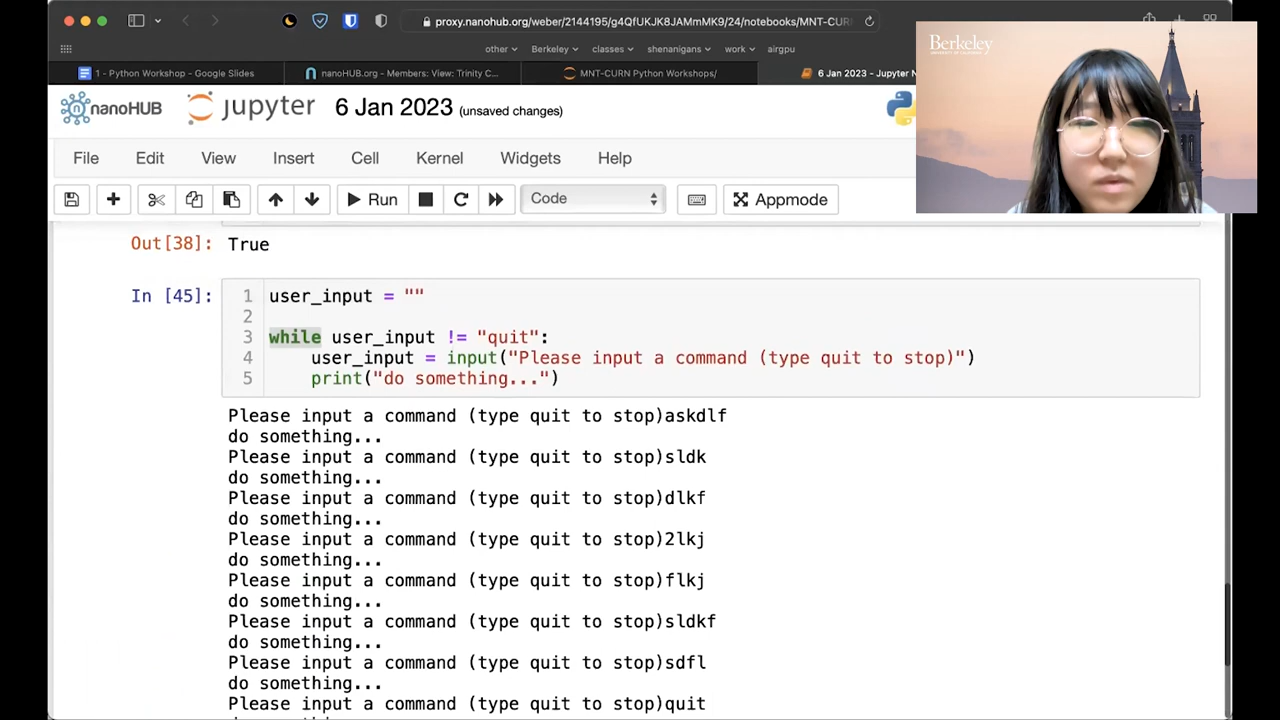 proxy.nanohub.org/weber/2144195/g4QfUKJK8JAMmMK9/24/notebooks/MNT-CURN
other Berkeley classes shenanigans work airgpu
1 - Python Workshop - Google Slides
nanoHUB.org - Members: View: Trinity C...
MNT-CURN Python Workshops/
6 Jan 2023 - Jupyter N
Berkeley
UNIVERSITY OF CALIFORNIA
nanoHUB jupyter 6 Jan 2023 (unsaved changes)
File Edit View Insert Cell Kernel Widgets Help
Run Code Appmode
Out[38]: True
In [45]: 1 user_input = ""
2
3 while user_input != "quit":
4 user_input = input("Please input a command (type quit to stop)")
5 print("do something...")
Please input a command (type quit to stop)askdlf
do something...
Please input a command (type quit to stop)sldk
do something...
Please input a command (type quit to stop)dlkf
do something...
Please input a command (type quit to stop)2lkj
do something...
Please input a command (type quit to stop)flkj
do something...
Please input a command (type quit to stop)sldkf
do something...
Please input a command (type quit to stop)sdfl
do something...
Please input a command (type quit to stop)quit